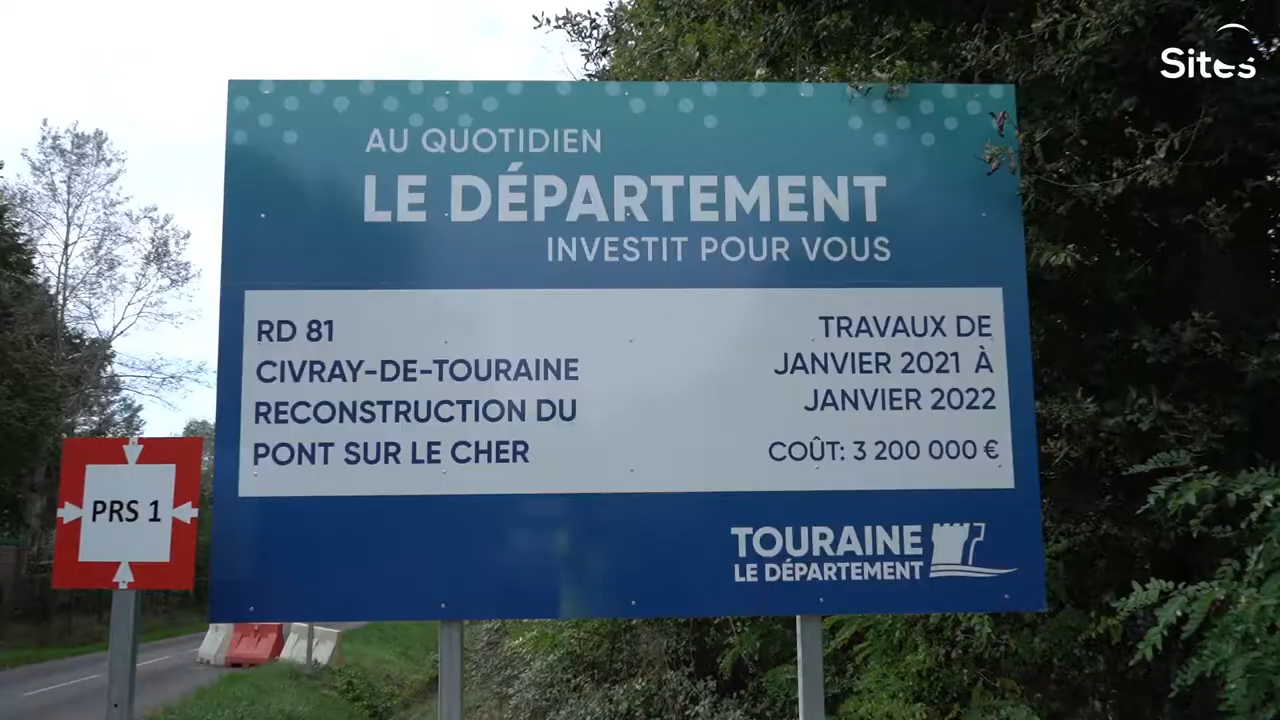 Sites
AU QUOTIDIEN
LE DÉPARTEMENT
INVESTIT POUR VOUS
RD 81
CIVRAY-DE-TOURAINE
RECONSTRUCTION DU
PONT SUR LE CHER
TRAVAUX DE
JANVIER 2021 À
JANVIER 2022
COÛT: 3 200 000 €
PRS 1
TOURAINE
LE DÉPARTEMENT